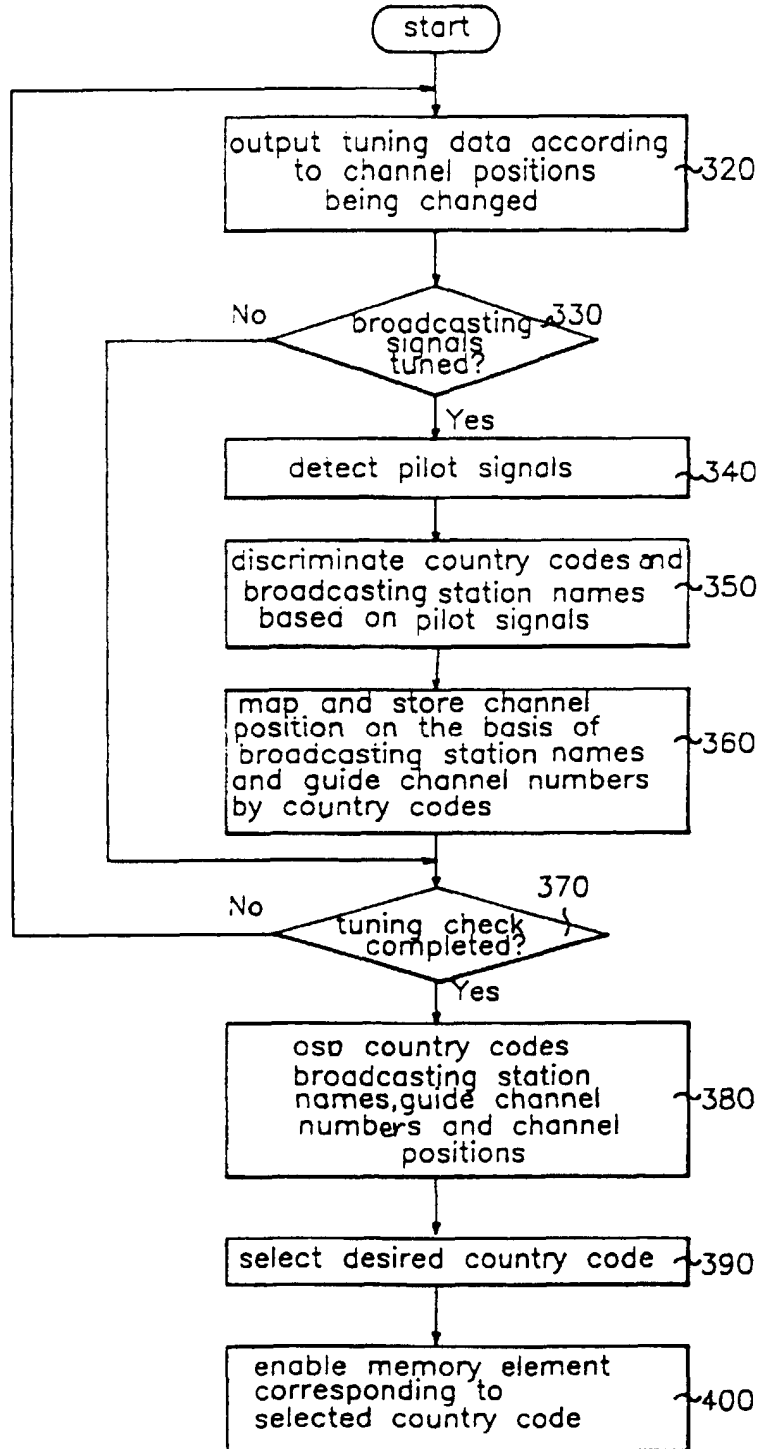 start
output tuning data according
to channel positions
being changed
320
No
broadcasting
signals
tuned?
330
Yes
detect pilot signals
340
discriminate country codes and
broadcasting station names
based on pilot signals
350
map and store channel
position on the basis of
broadcasting station names
and guide channel numbers
by country codes
360
No
tuning check
completed?
370
Yes
osp country codes
broadcasting station
names,guide channel
numbers and channel
positions
380
select desired country code
390
enable memory element
corresponding to
selected country code
400